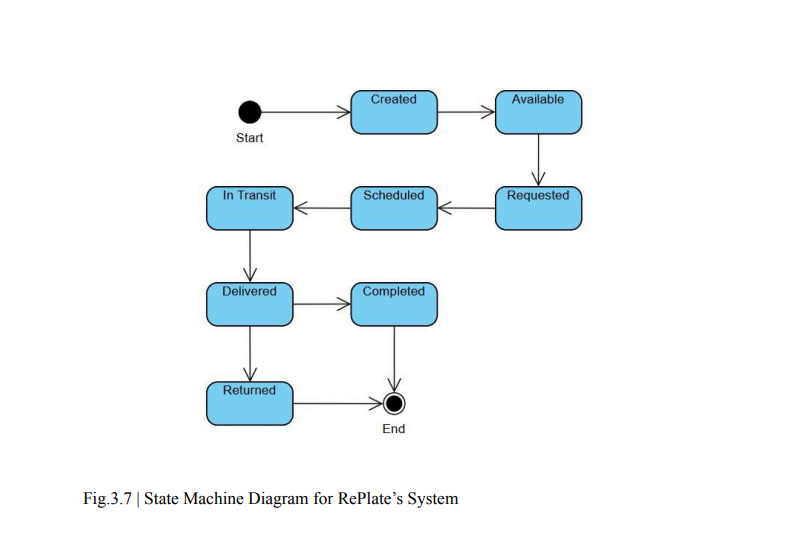 Created
Available
Start
In Transit
Scheduled
Requested
Delivered
Completed
Returned
End
Fig.3.7 | State Machine Diagram for RePlate’s System